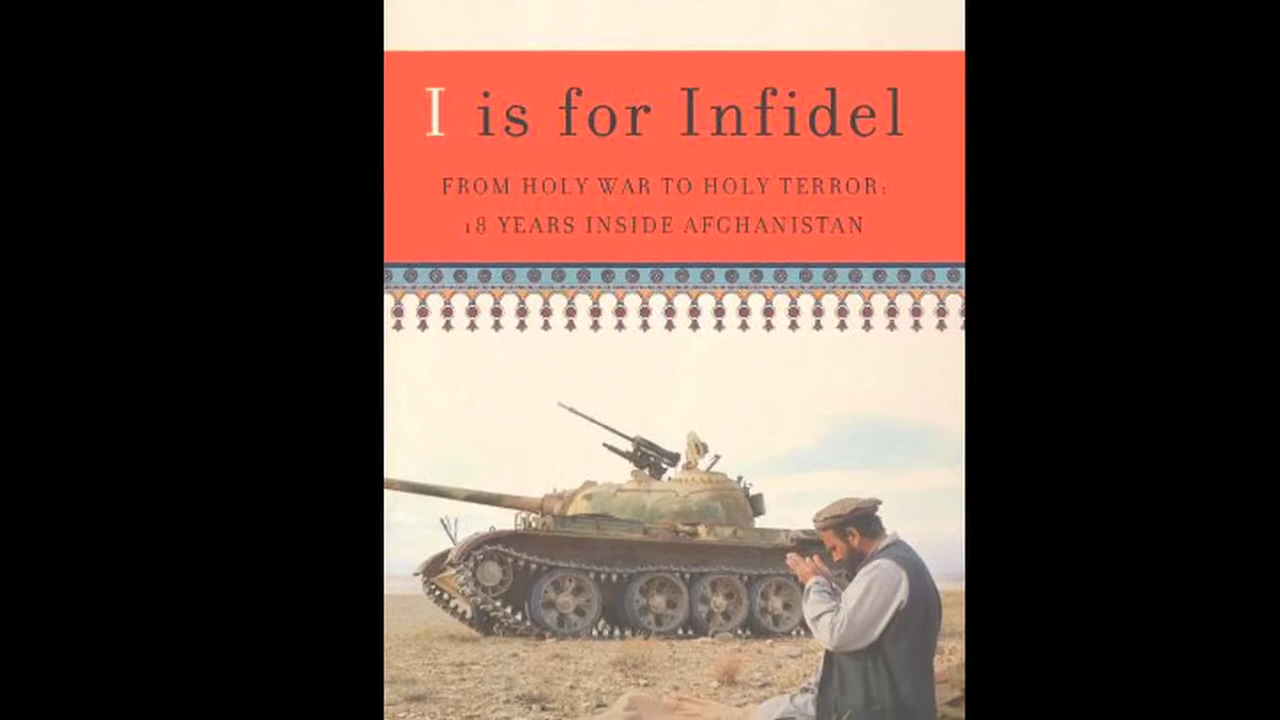 I is for Infidel
FROM HOLY WAR TO HOLY TERROR:
18 YEARS INSIDE AFGHANISTAN